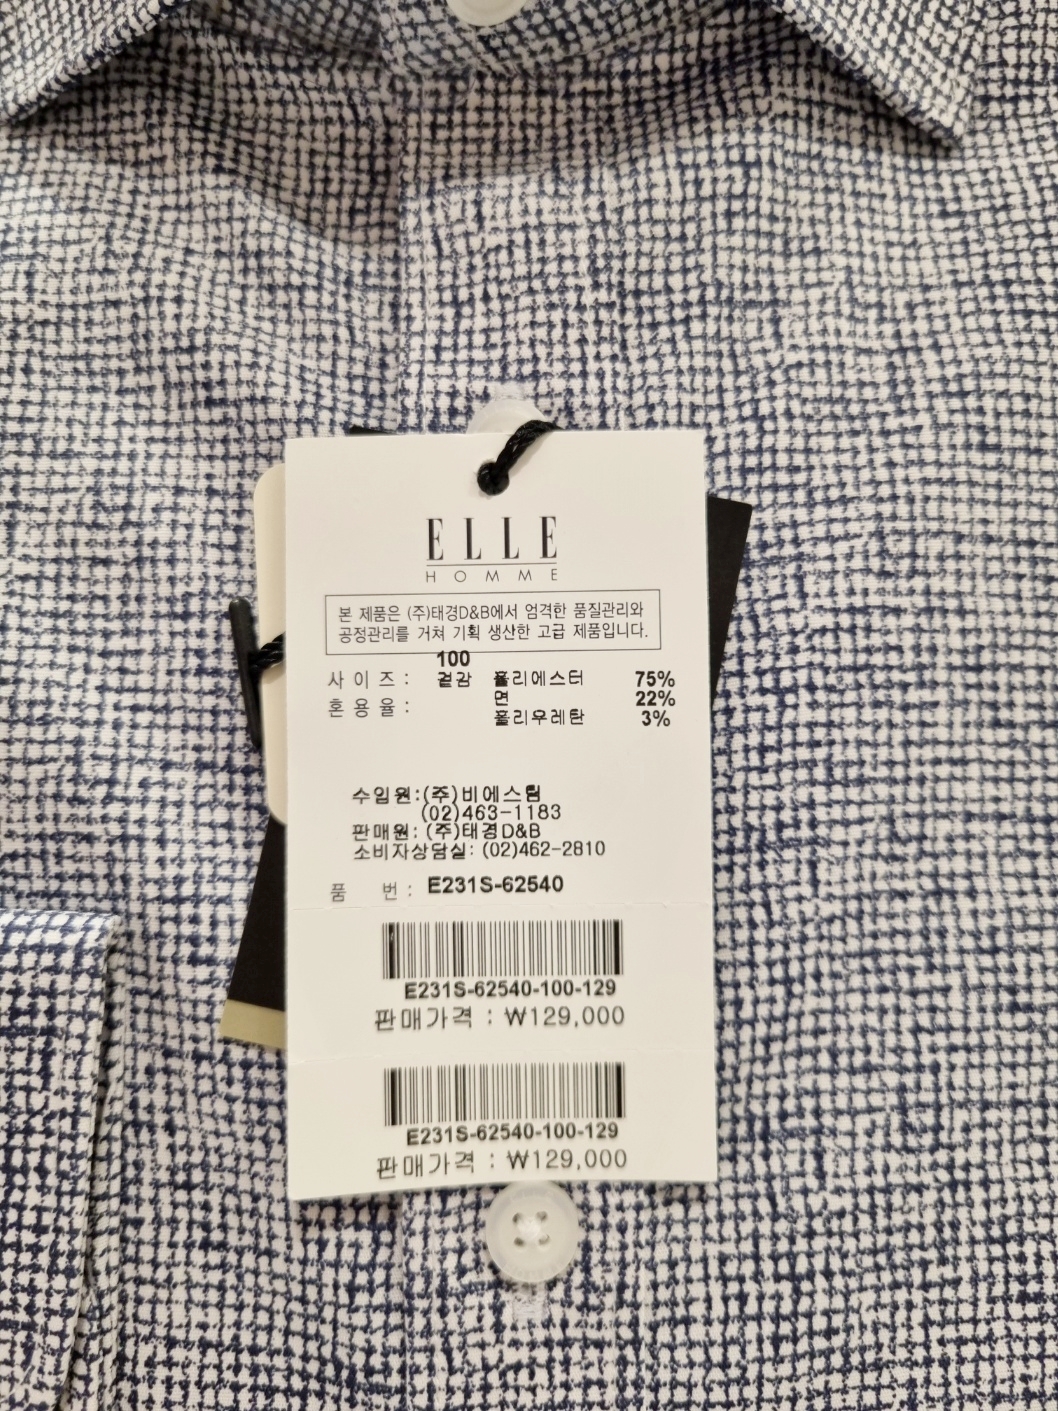 ELLE
HOMME
본 제품은 (주)태경D&B에서 엄격한 품질관리와
공정관리를 거쳐 기획 생산한 고급 제품입니다.
100
사 이 즈 : 겉감 폴리에스터 75%
혼 용 율 : 면 22%
폴리우레탄 3%
수입원:(주)비에스림
(02)463-1183
판매원: (주)태경D&B
소비자상담실: (02)462-2810
품 번 : E231S-62540
E231S-62540-100-129
판매가격 : ₩129,000
E231S-62540-100-129
판매가격 : ₩129,000